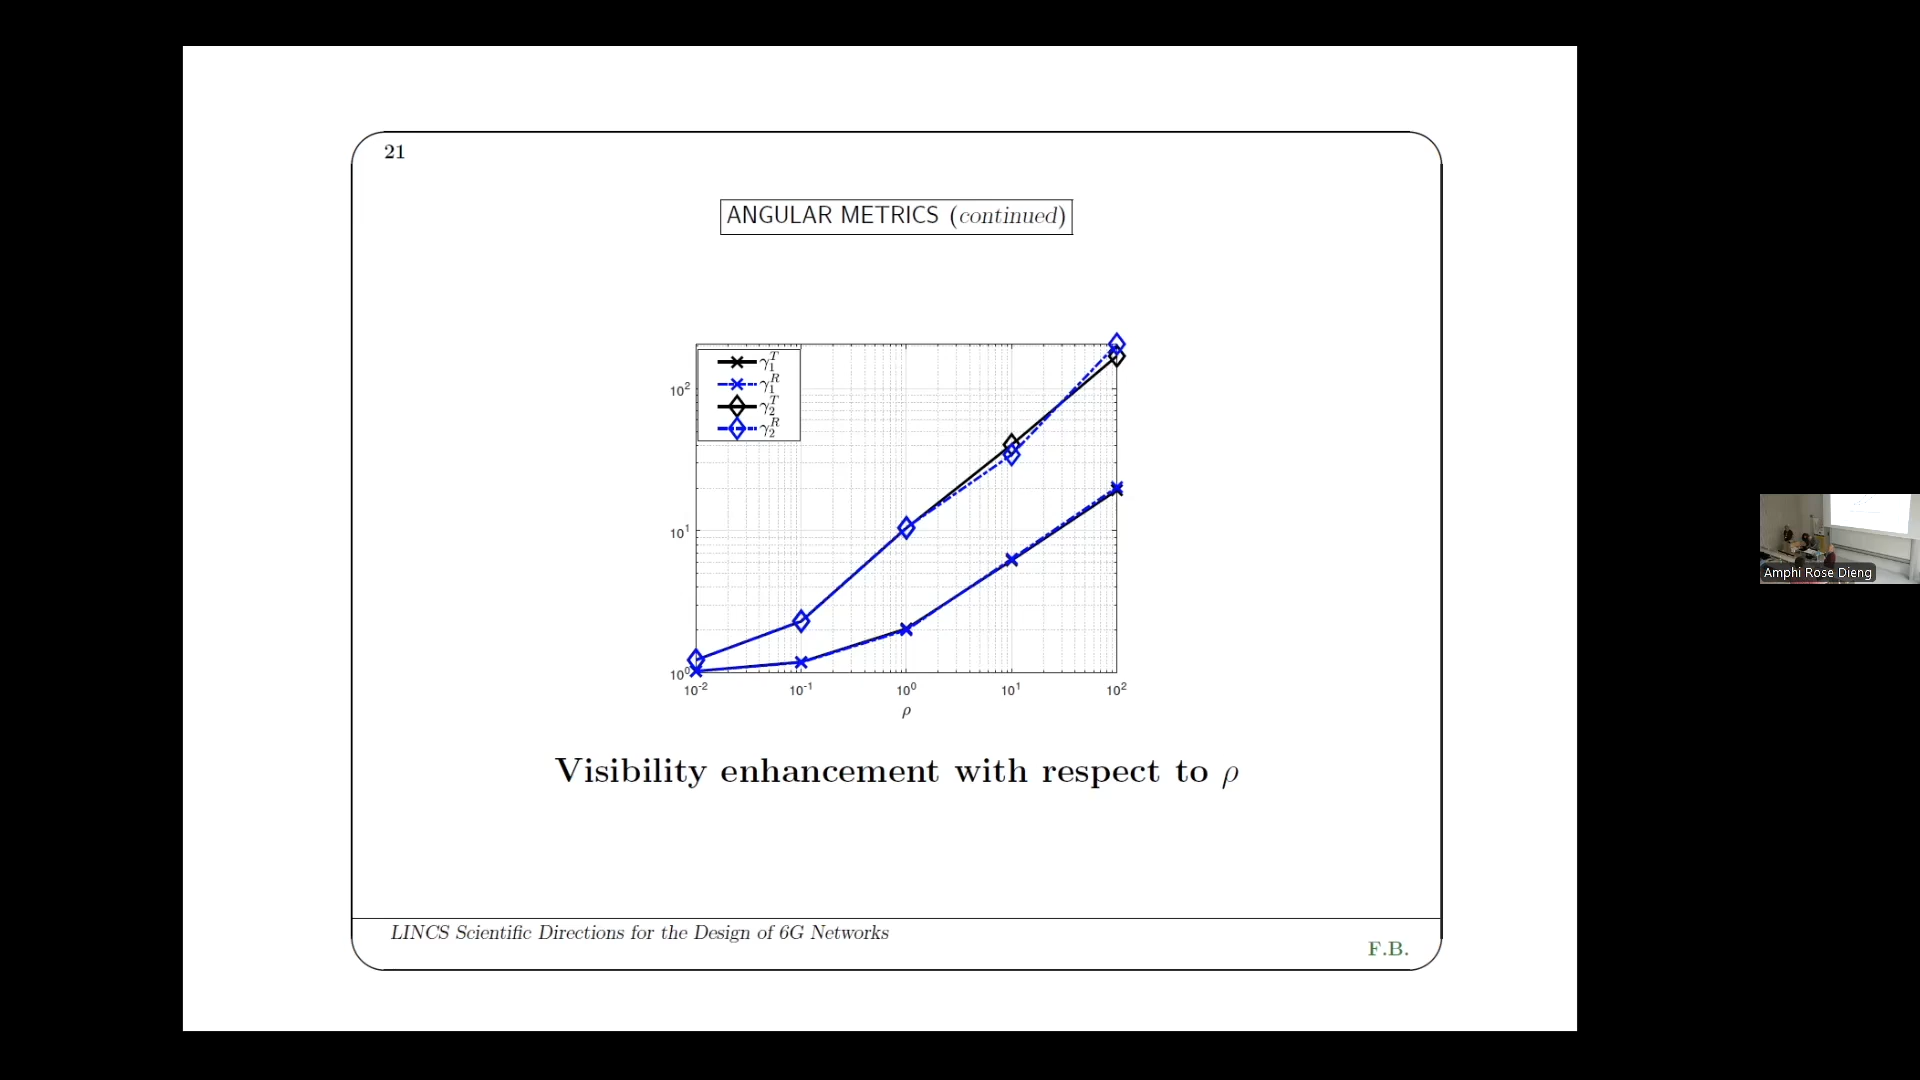 21
ANGULAR METRICS (continued)
γ₁ᵀ
γ₁ᴿ
γ₂ᵀ
γ₂ᴿ
10²
10¹
10⁰
10⁻² 10⁻¹ 10⁰ 10¹ 10²
ρ
Visibility enhancement with respect to ρ
LINCS Scientific Directions for the Design of 6G Networks
F.B.
Amphi Rose Dieng